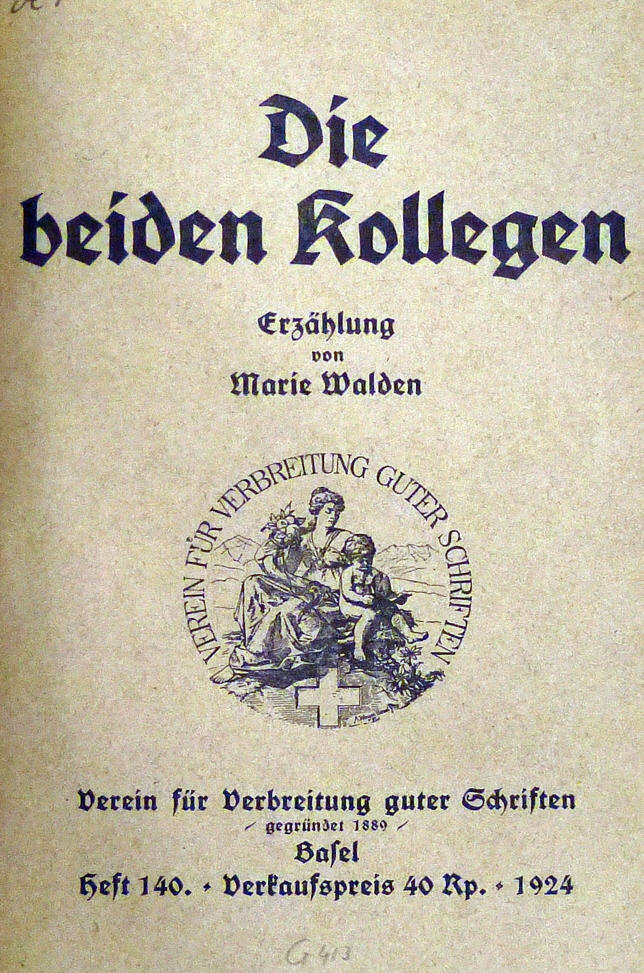 Die
beiden Kollegen
Erzählung
von
Marie Walden
VEREIN FÜR VERBREITUNG GUTER SCHRIFTEN
Verein für Verbreitung guter Schriften
gegründet 1889
Basel
Heft 140. • Verkaufspreis 40 Rp. • 1924
G 413